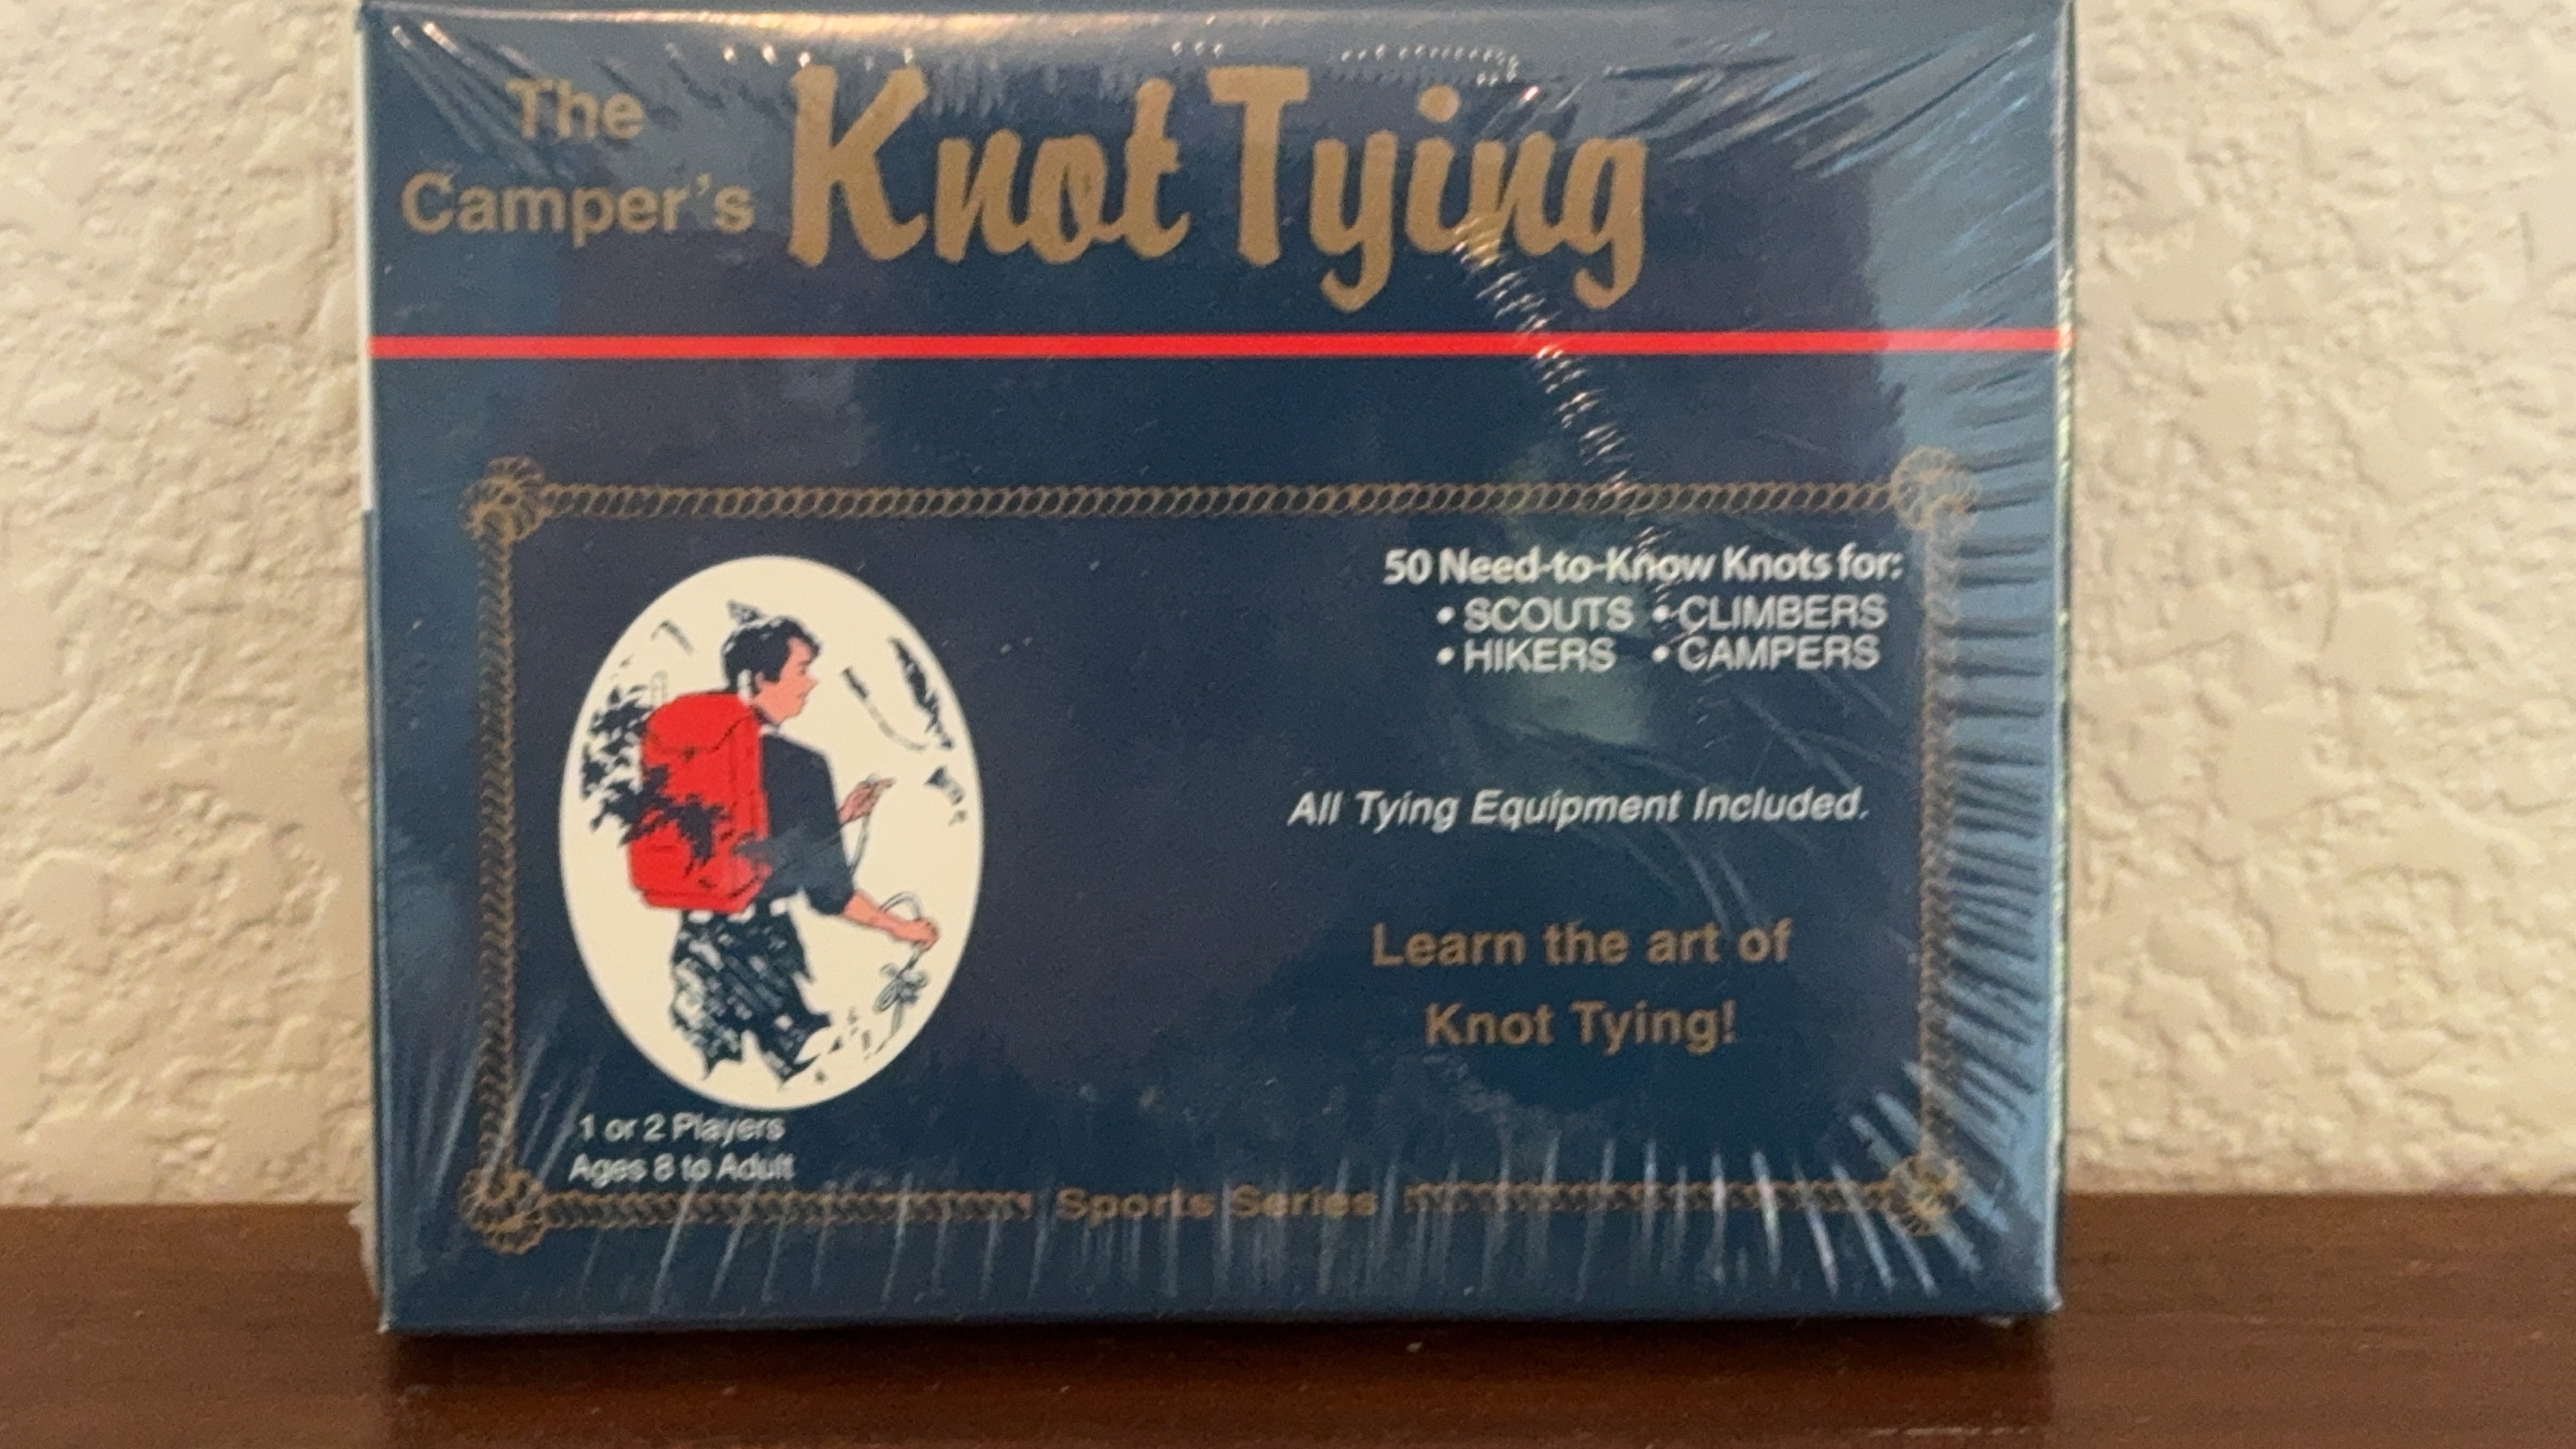 The
Camper's
Knot Tying
50 Need-to-Know Knots for:
• SCOUTS • CLIMBERS
• HIKERS • CAMPERS
All Tying Equipment Included.
Learn the art of
Knot Tying!
1 or 2 Players
Ages 8 to Adult
Sports Series